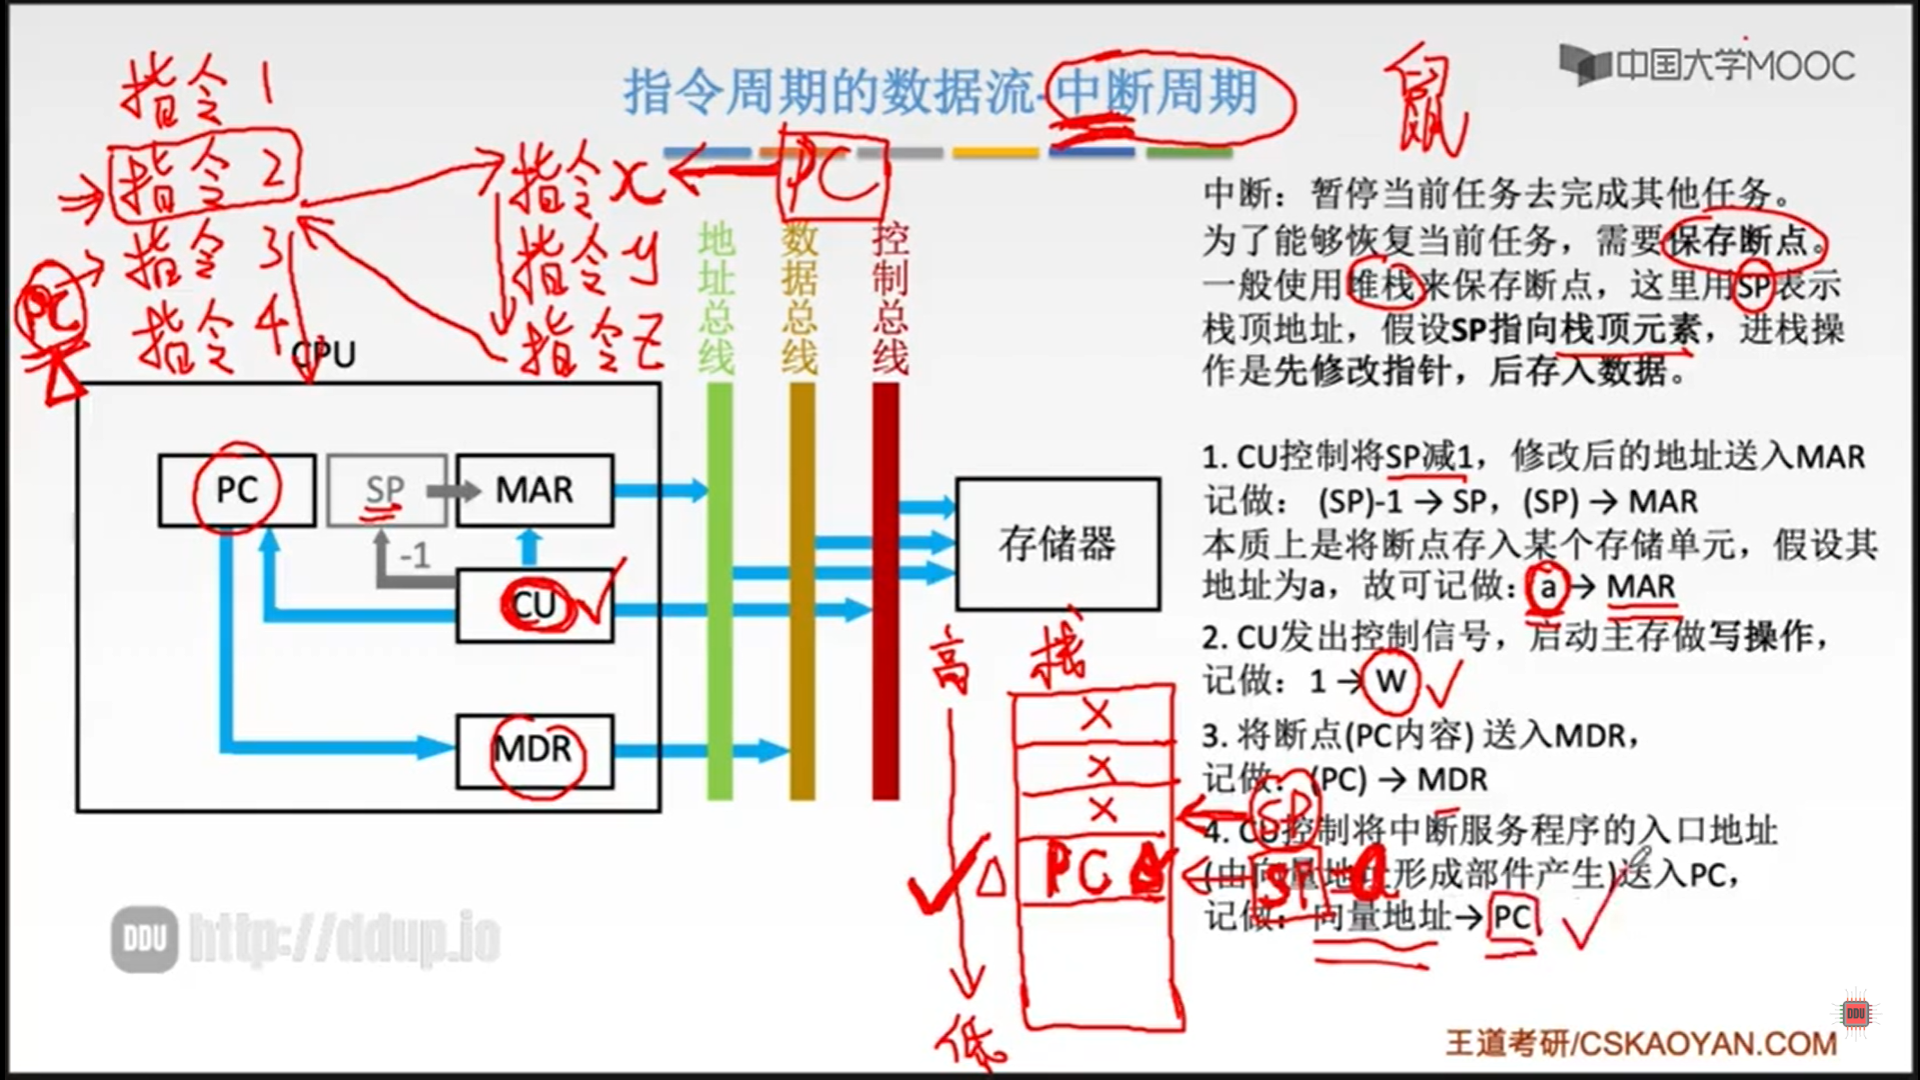 指令周期的数据流-中断周期
中国大学MOOC
鼠
指令1
指令2
指令3
指令4
PC
指令x
指令y
指令z
PC
地址总线
数据总线
控制总线
CPU
PC
SP
MAR
-1
CU
MDR
存储器
高
栈
×
×
×
PC △
△
低
SP
SP a
中断：暂停当前任务去完成其他任务。
为了能够恢复当前任务，需要保存断点。
一般使用堆栈来保存断点，这里用SP表示
栈顶地址，假设SP指向栈顶元素，进栈操
作是先修改指针，后存入数据。
1. CU控制将SP减1，修改后的地址送入MAR
记做： (SP)-1 → SP，(SP) → MAR
本质上是将断点存入某个存储单元，假设其
地址为a，故可记做：a → MAR
2. CU发出控制信号，启动主存做写操作，
记做：1 → W
3. 将断点(PC内容) 送入MDR，
记做：(PC) → MDR
4. CU控制将中断服务程序的入口地址
(由向量地址形成部件产生)送入PC，
记做：向量地址→ PC
DDU http://ddup.io
DDU
王道考研/CSKAOYAN.COM